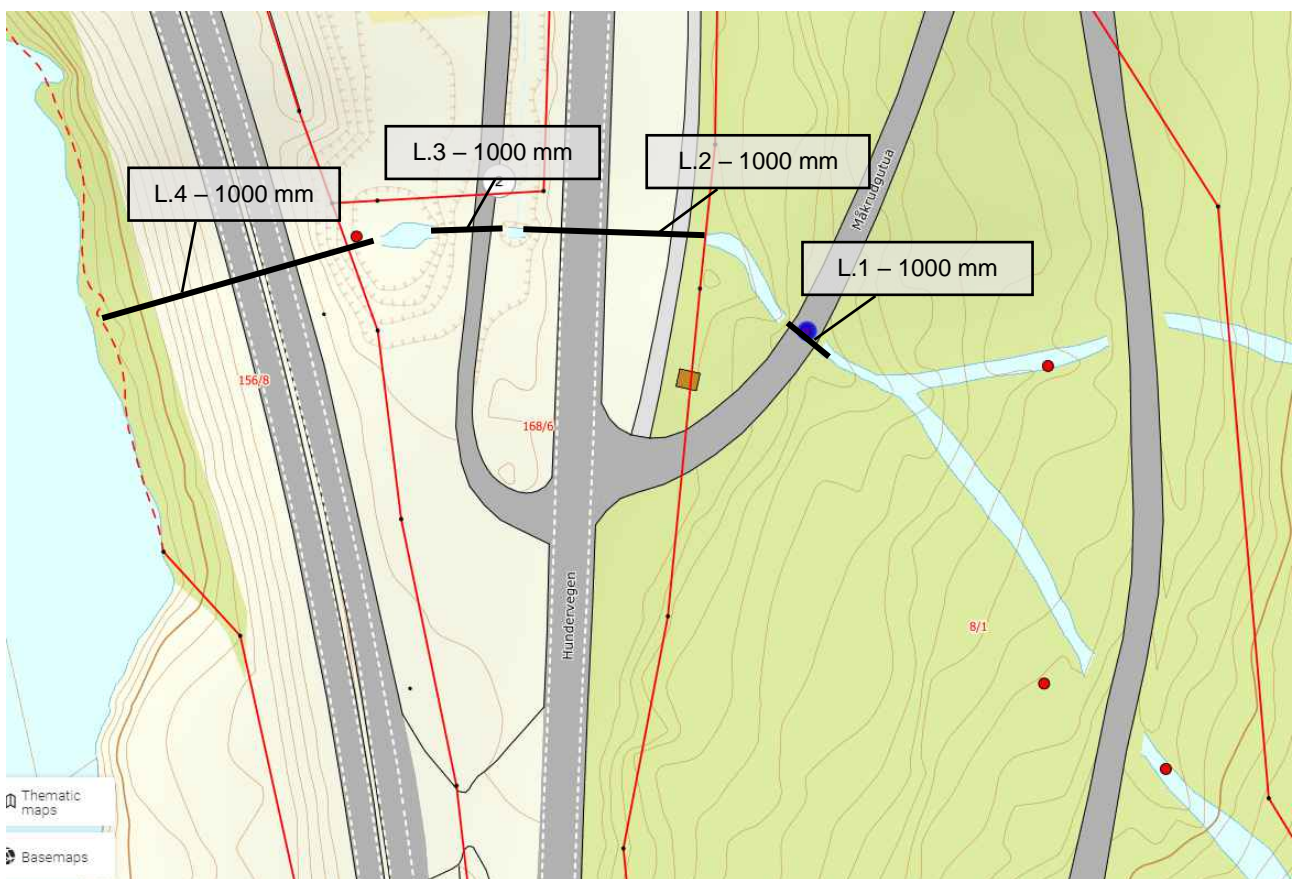 L.3 – 1000 mm
L.2 – 1000 mm
L.4 – 1000 mm
2
Måkrudgutua
L.1 – 1000 mm
156/8
168/6
Hundervegen
8/1
Thematic
maps
Basemaps